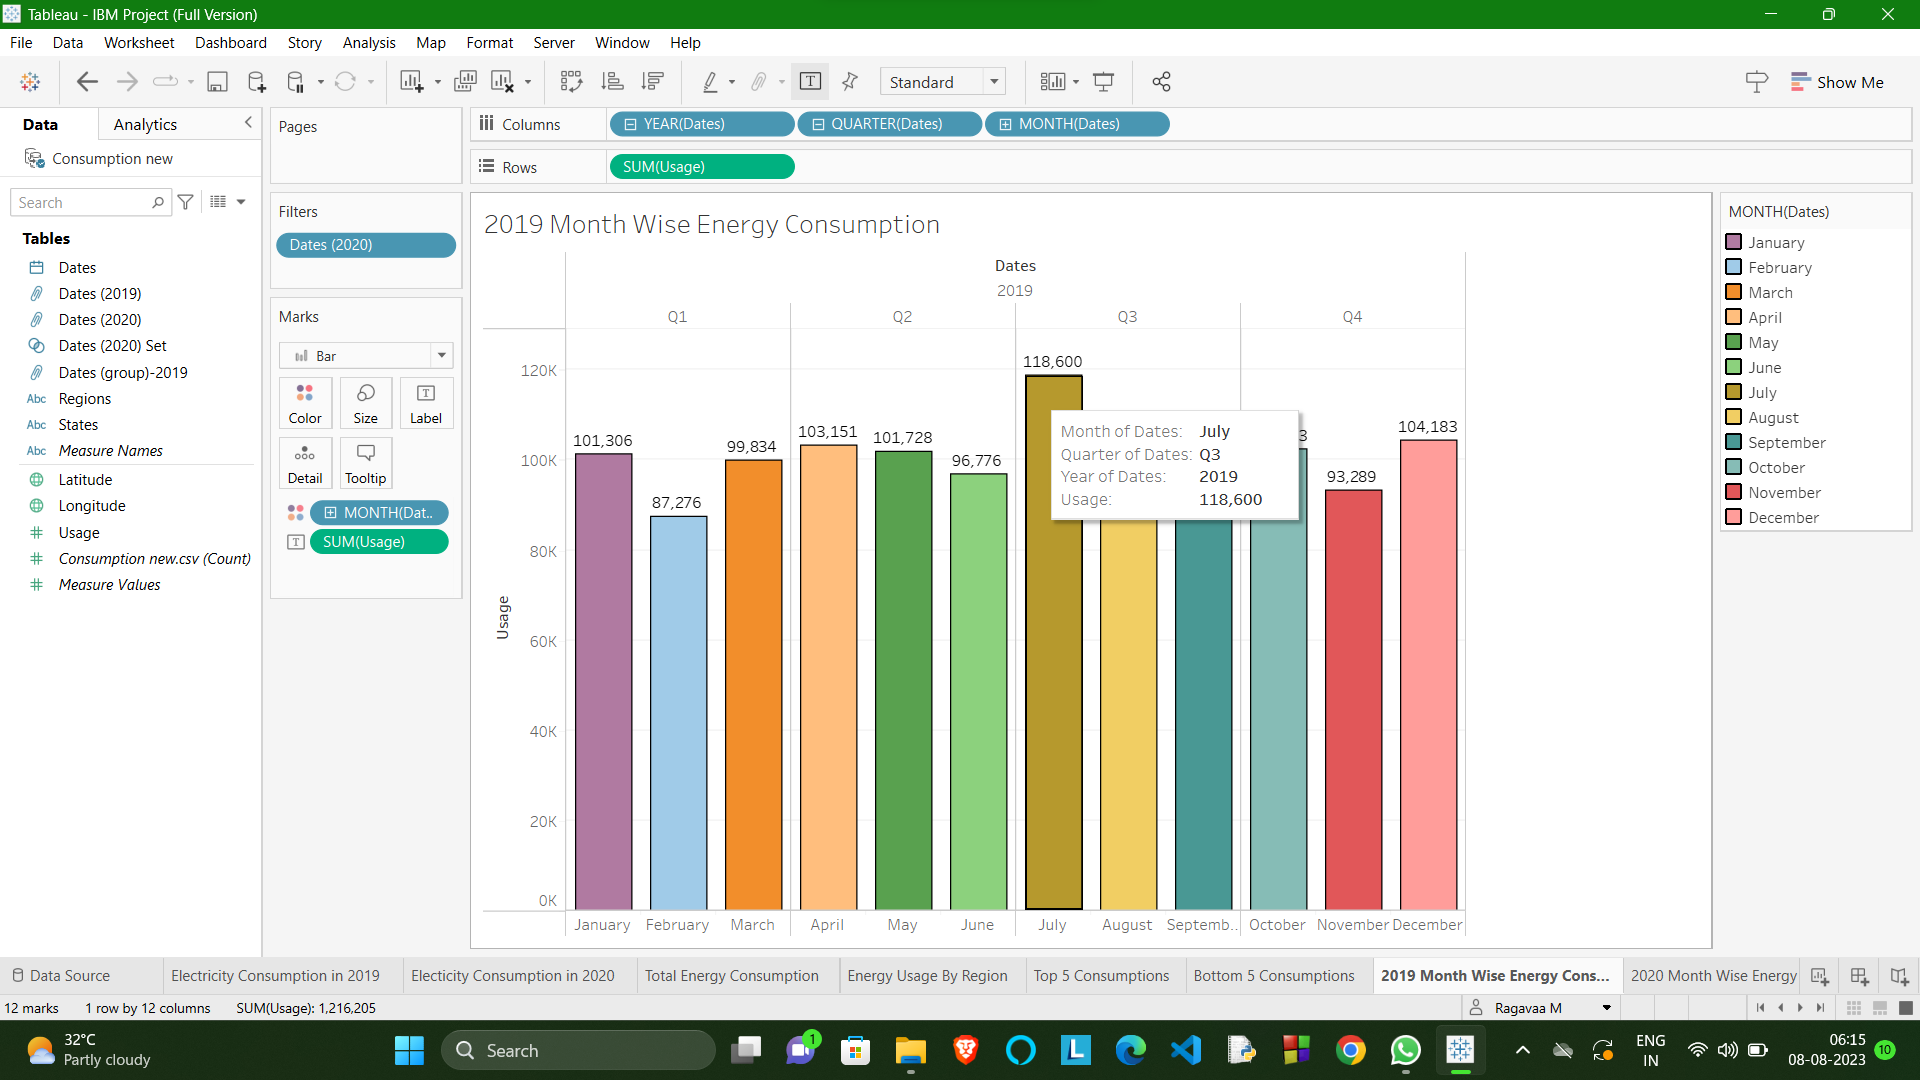 Tableau - IBM Project (Full Version)
File Data Worksheet Dashboard Story Analysis Map Format Server Window Help
Standard
Show Me
Data
Analytics
Consumption new
Search
Tables
Dates
Dates (2019)
Dates (2020)
Dates (2020) Set
Dates (group)-2019
Abc Regions
Abc States
Abc Measure Names
Latitude
Longitude
Usage
Consumption new.csv (Count)
Measure Values
Pages
Filters
Dates (2020)
Marks
Bar
Color
Size
T
Label
Detail
Tooltip
MONTH(Dat..
T SUM(Usage)
Columns
YEAR(Dates)
QUARTER(Dates)
MONTH(Dates)
Rows
SUM(Usage)
2019 Month Wise Energy Consumption
Dates
2019
Q1 Q2 Q3 Q4
120K
100K
80K
60K
40K
20K
0K
Usage
101,306
87,276
99,834
103,151
101,728
96,776
118,600
3
93,289
104,183
Month of Dates: July
Quarter of Dates: Q3
Year of Dates: 2019
Usage: 118,600
January February March April May June July August Septemb.. October November December
MONTH(Dates)
January
February
March
April
May
June
July
August
September
October
November
December
Data Source
Electricity Consumption in 2019
Electicity Consumption in 2020
Total Energy Consumption
Energy Usage By Region
Top 5 Consumptions
Bottom 5 Consumptions
2019 Month Wise Energy Cons...
2020 Month Wise Energy
12 marks
1 row by 12 columns
SUM(Usage): 1,216,205
Ragavaa M
32°C
Partly cloudy
Search
1
L
ENG
IN
06:15
08-08-2023
10